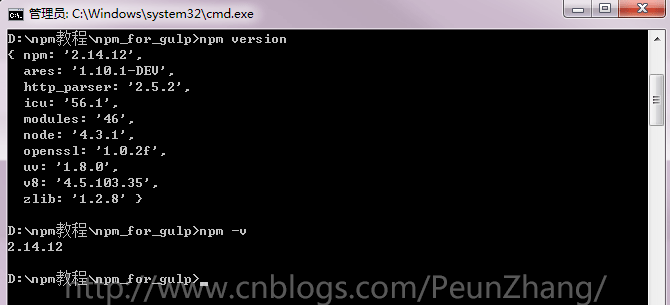 管理员: C:\Windows\system32\cmd.exe
D:\npm教程\npm_for_gulp>npm version
{ npm: '2.14.12',
ares: '1.10.1-DEV',
http_parser: '2.5.2',
icu: '56.1',
modules: '46',
node: '4.3.1',
openssl: '1.0.2f',
uv: '1.8.0',
v8: '4.5.103.35',
zlib: '1.2.8' }
D:\npm教程\npm_for_gulp>npm -v
2.14.12
D:\npm教程\npm_for_gulp>
http://www.cnblogs.com/PeunZhang/